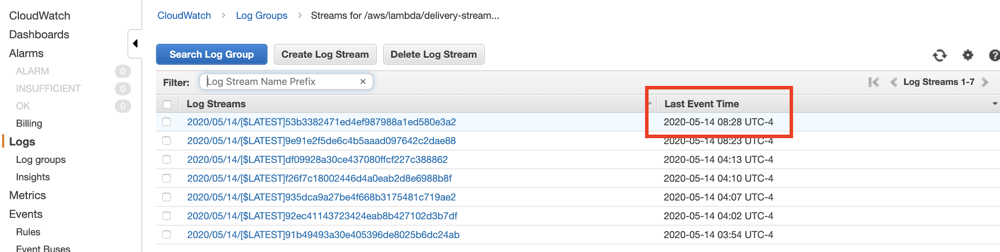 CloudWatch
Dashboards
Alarms
ALARM 0
INSUFFICIENT 0
OK 0
Billing
Logs
Log groups
Insights
Metrics
Events
Rules
Event Buses
CloudWatch > Log Groups > Streams for /aws/lambda/delivery-stream...
Search Log Group Create Log Stream Delete Log Stream
Filter: Log Stream Name Prefix × Log Streams 1-7
Log Streams Last Event Time
2020/05/14/[$LATEST]53b3382471ed4ef987988a1ed580e3a2 2020-05-14 08:28 UTC-4
2020/05/14/[$LATEST]9e91e2f5de6c4b5aaad097642c2dae88 2020-05-14 08:23 UTC-4
2020/05/14/[$LATEST]df09928a30ce437080ffcf227c388862 2020-05-14 04:13 UTC-4
2020/05/14/[$LATEST]f26f7c18002446d4a0eab2d8e6988b8f 2020-05-14 04:10 UTC-4
2020/05/14/[$LATEST]935dca9a27be4f668b3175481c719ae2 2020-05-14 04:07 UTC-4
2020/05/14/[$LATEST]92ec41143723424eab8b427102d3b7df 2020-05-14 04:02 UTC-4
2020/05/14/[$LATEST]91b49493a30e405396de8025b6dc24ab 2020-05-14 03:54 UTC-4